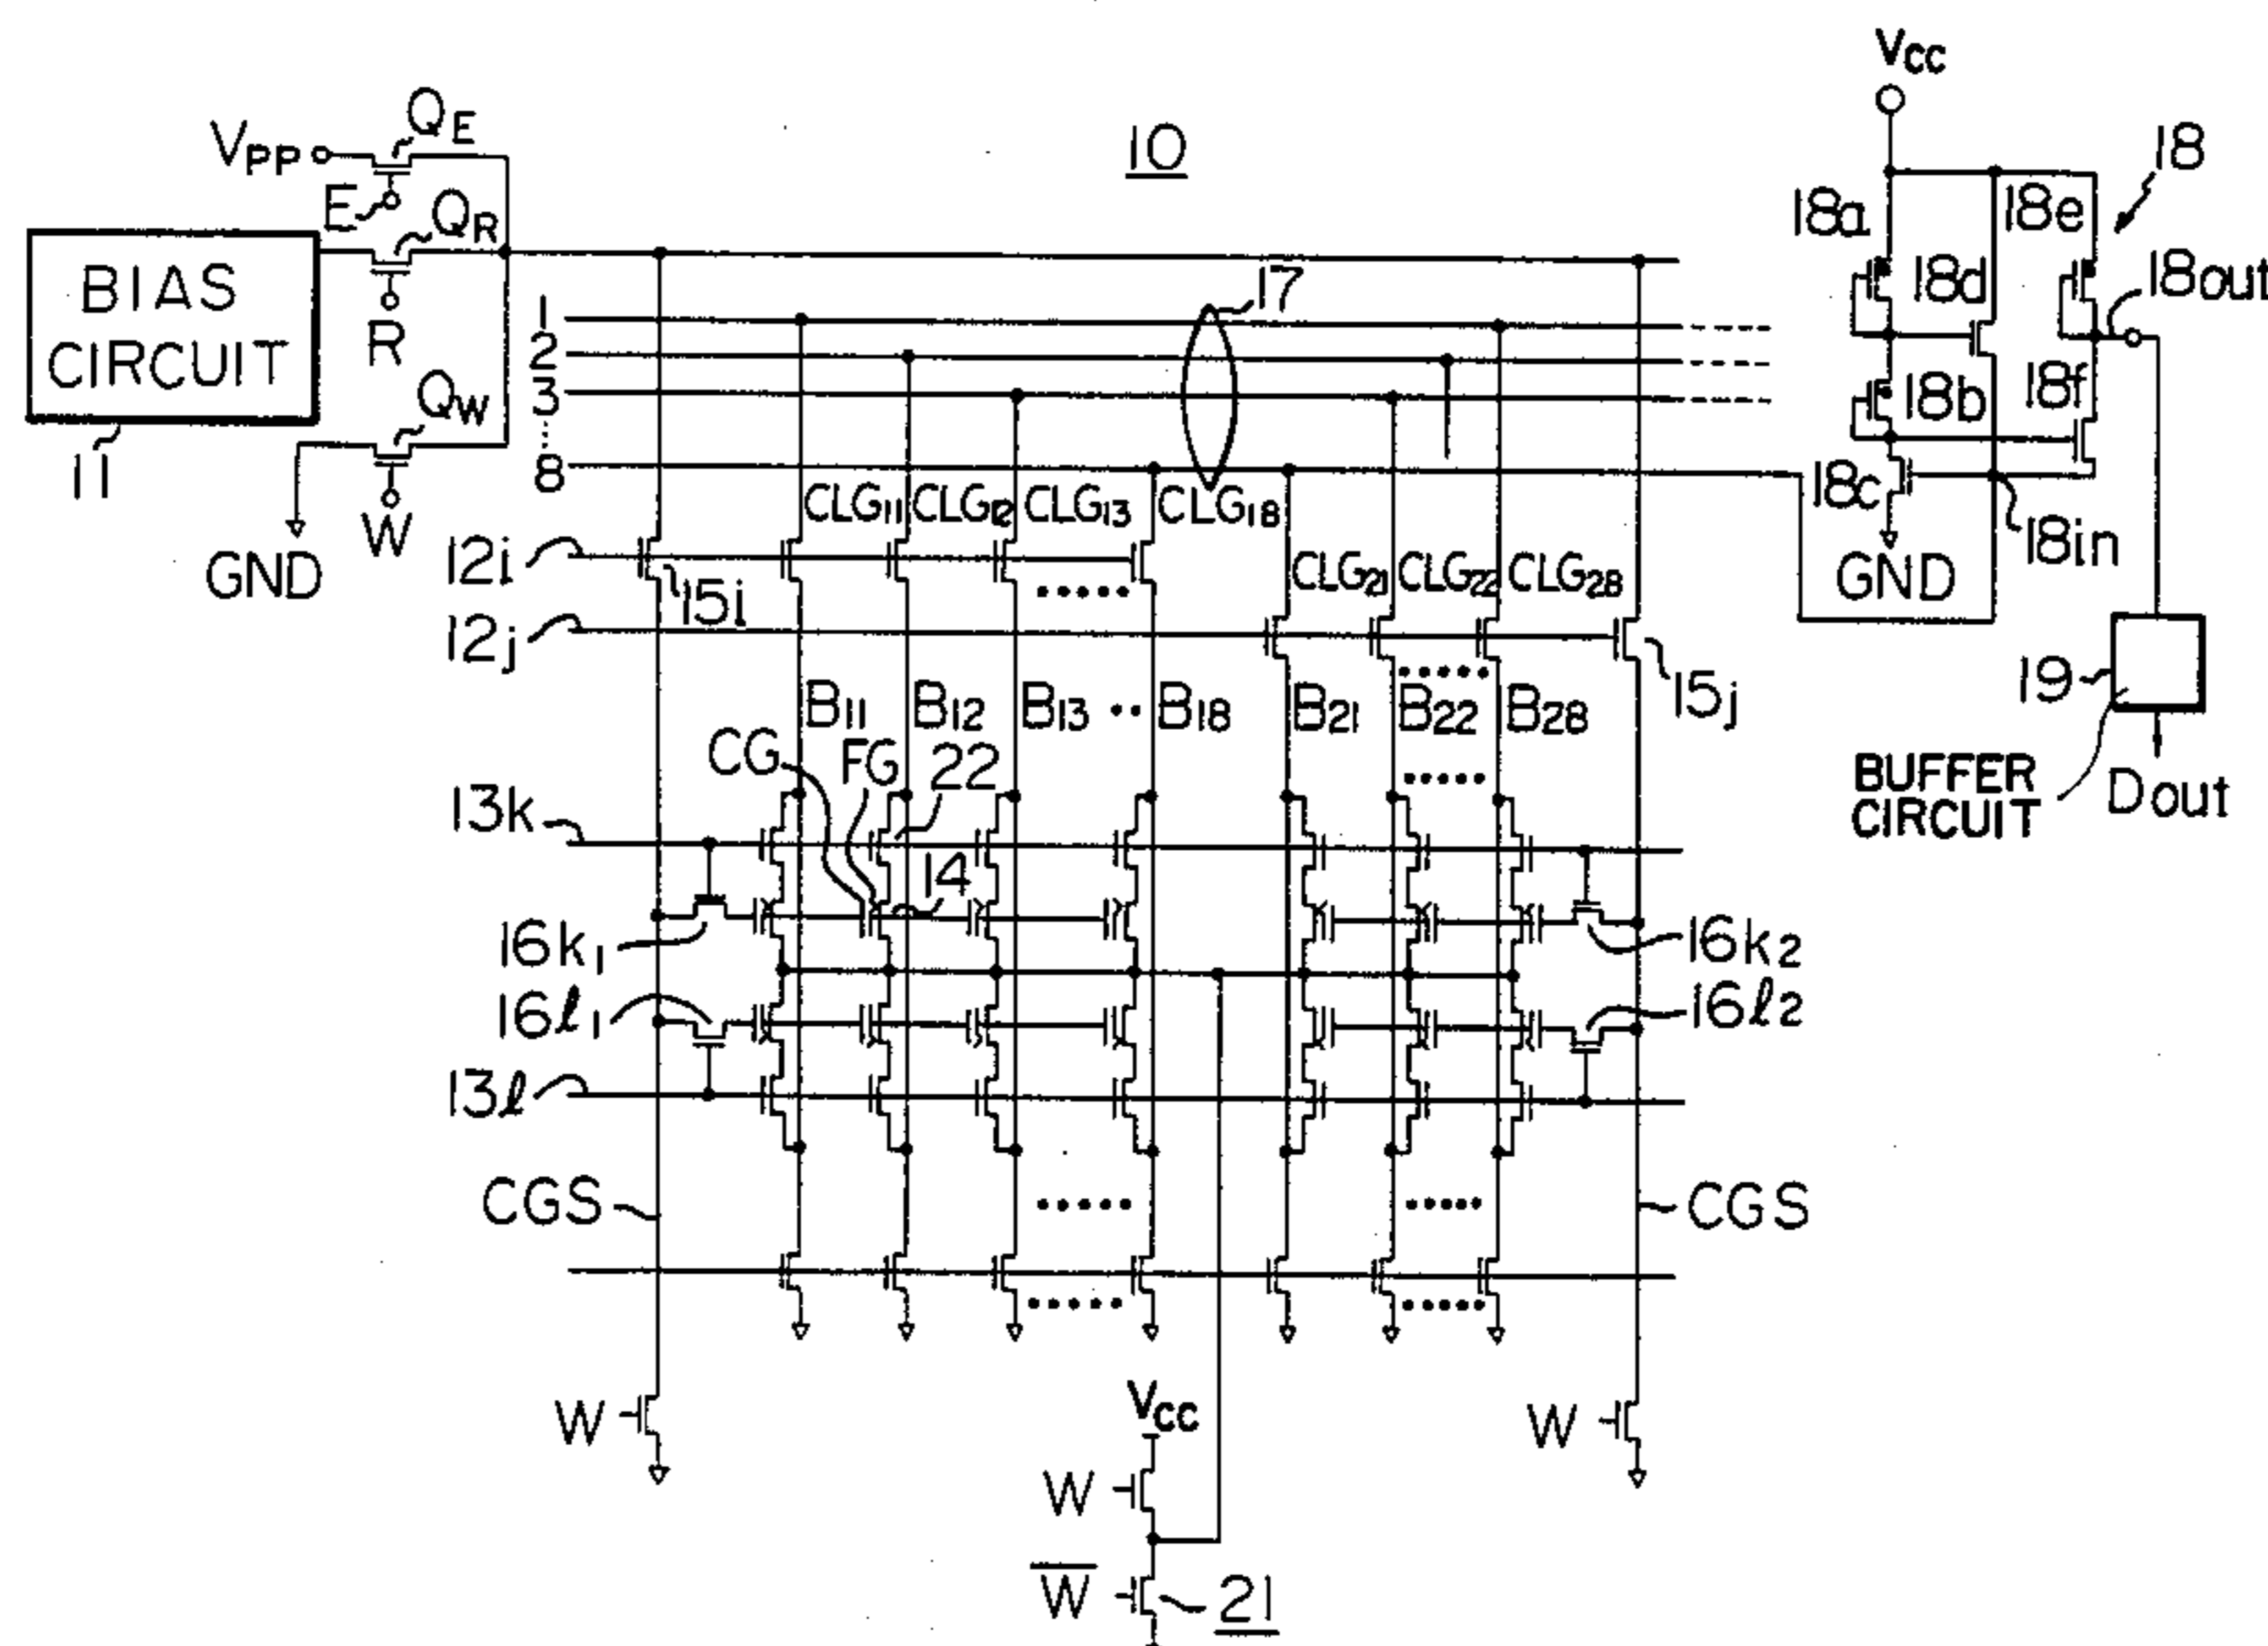 VCC
QE
VPP
10
18
E
QR
18a
18e
BIAS
CIRCUIT
17
18d
18out
R
1
2
3
8
QW
18b
18f
11
W
GND
CLG11
CLG12
CLG13
CLG18
18c
18in
12i
15i
CLG21
CLG22
CLG28
GND
12j
15j
19
B11
B12
B13
B18
B21
B22
B28
CG
FG
22
BUFFER
CIRCUIT
Dout
13k
14
16k1
16k2
16ℓ1
16ℓ2
13ℓ
CGS
CGS
VCC
W
W
W
W̅
21